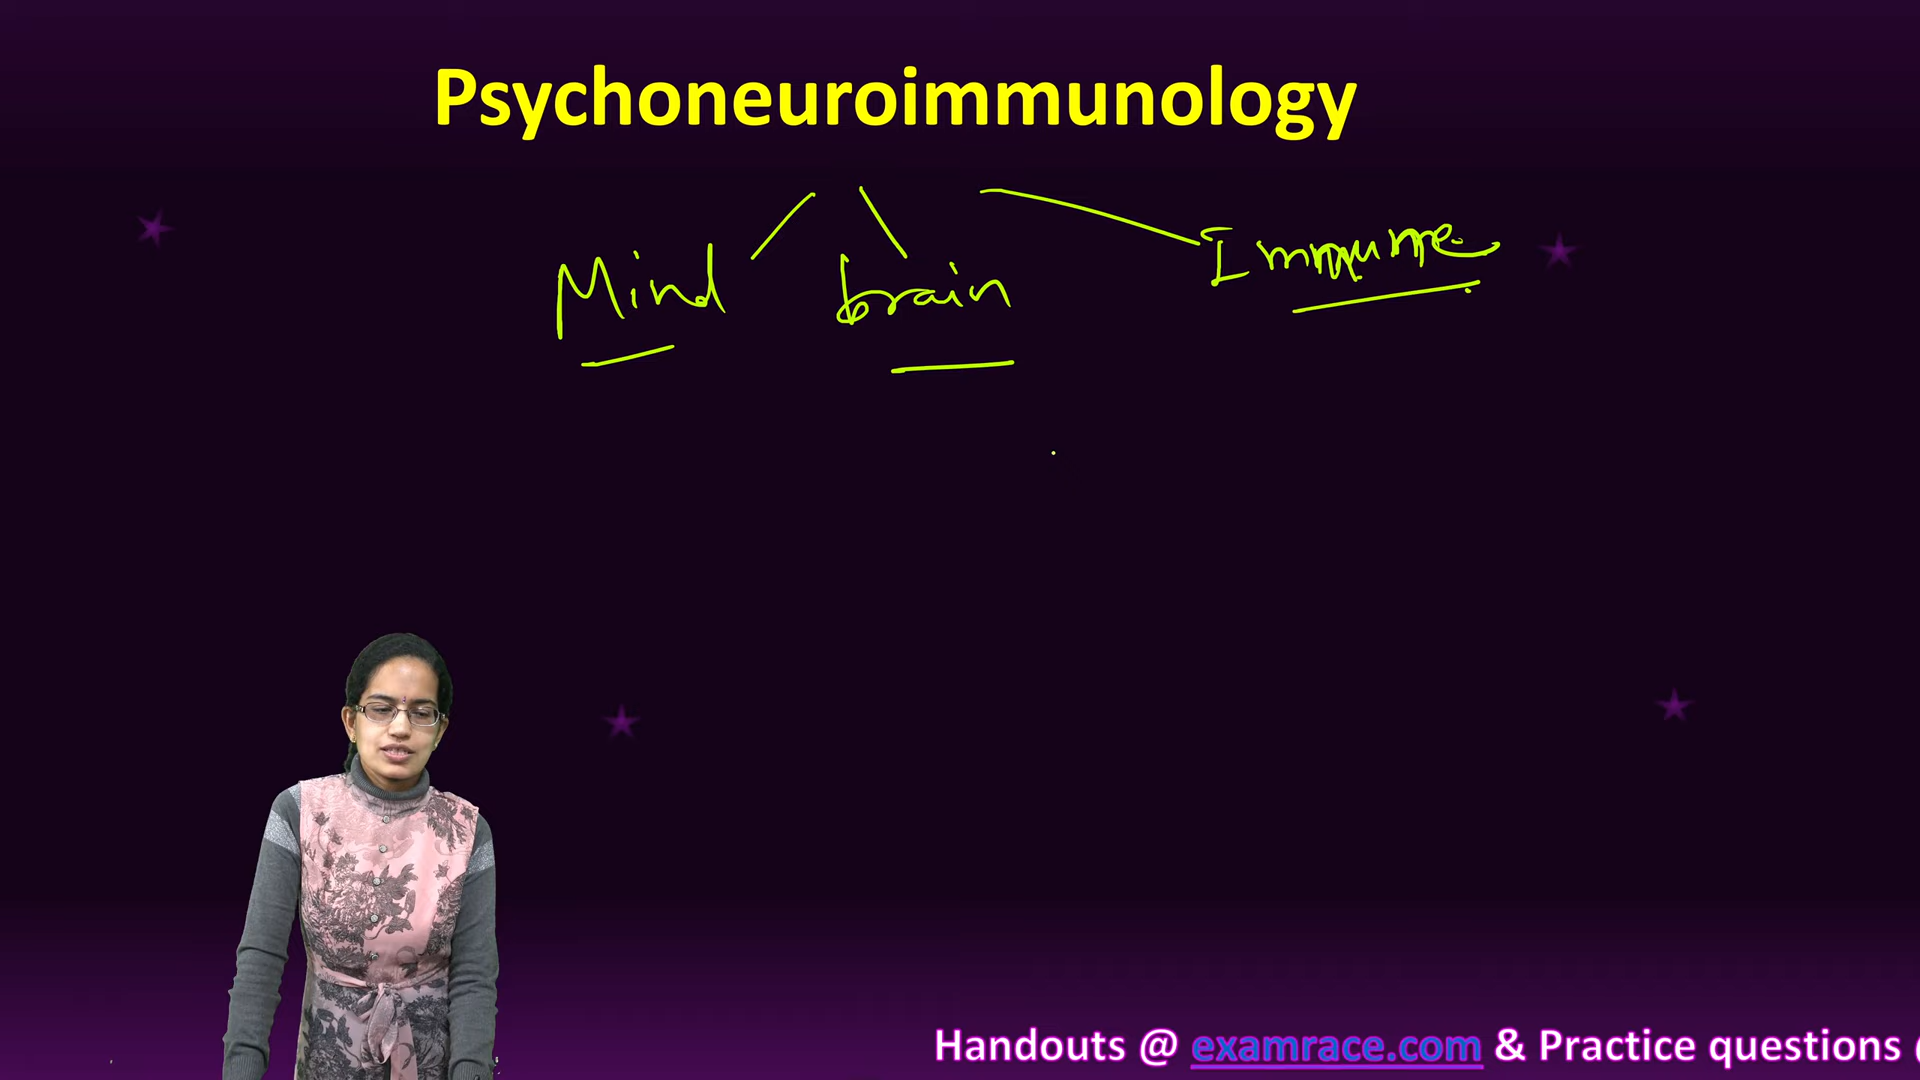 Psychoneuroimmunology
Mind brain Immune
Handouts @ examrace.com & Practice questions @